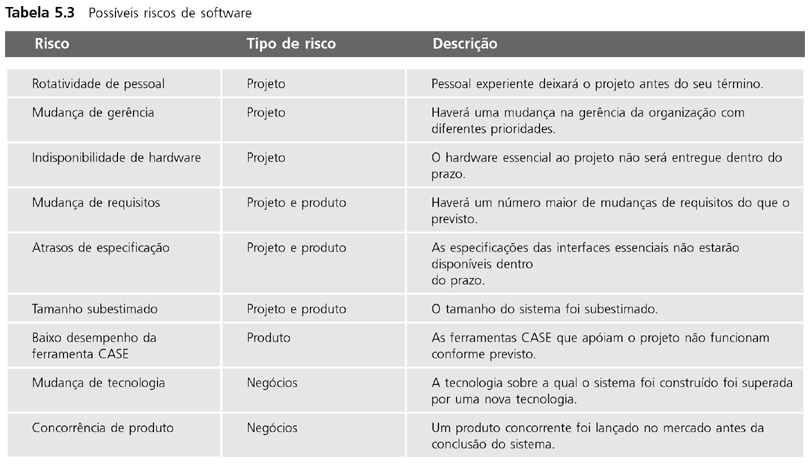 Tabela 5.3 Possíveis riscos de software
Risco Tipo de risco Descrição
Rotatividade de pessoal Projeto Pessoal experiente deixará o projeto antes do seu término.
Mudança de gerência Projeto Haverá uma mudança na gerência da organização com
diferentes prioridades.
Indisponibilidade de hardware Projeto O hardware essencial ao projeto não será entregue dentro do
prazo.
Mudança de requisitos Projeto e produto Haverá um número maior de mudanças de requisitos do que o
previsto.
Atrasos de especificação Projeto e produto As especificações das interfaces essenciais não estarão
disponíveis dentro
do prazo.
Tamanho subestimado Projeto e produto O tamanho do sistema foi subestimado.
Baixo desempenho da Produto As ferramentas CASE que apóiam o projeto não funcionam
ferramenta CASE conforme previsto.
Mudança de tecnologia Negócios A tecnologia sobre a qual o sistema foi construído foi superada
por uma nova tecnologia.
Concorrência de produto Negócios Um produto concorrente foi lançado no mercado antes da
conclusão do sistema.